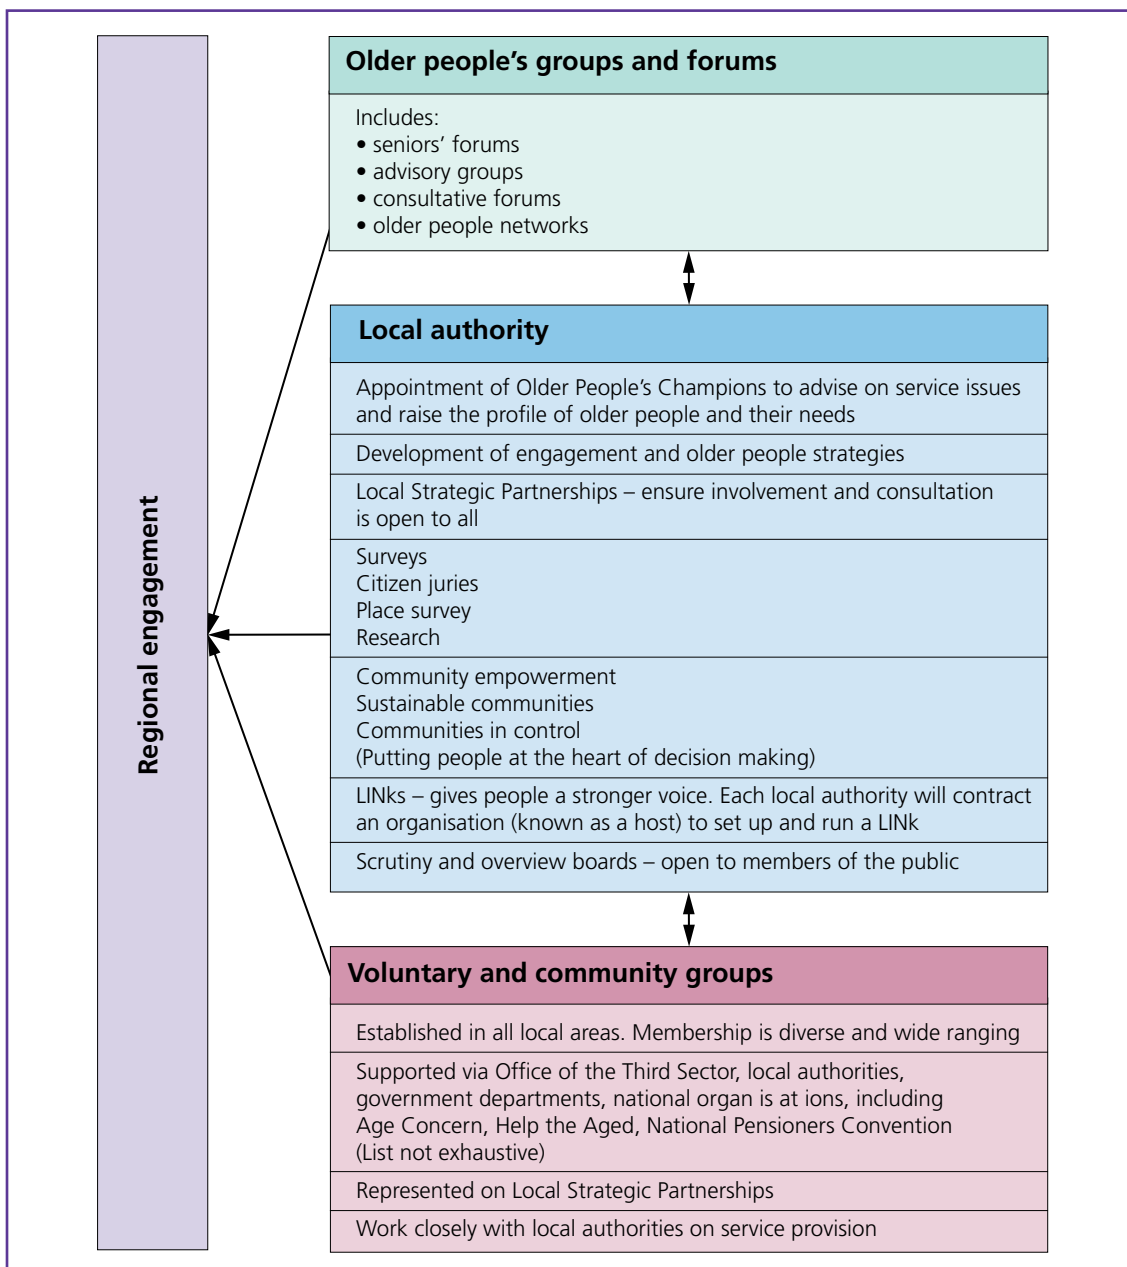 Regional engagement
Older people’s groups and forums
Includes:
• seniors’ forums
• advisory groups
• consultative forums
• older people networks
Local authority
Appointment of Older People’s Champions to advise on service issues
and raise the profile of older people and their needs
Development of engagement and older people strategies
Local Strategic Partnerships – ensure involvement and consultation
is open to all
Surveys
Citizen juries
Place survey
Research
Community empowerment
Sustainable communities
Communities in control
(Putting people at the heart of decision making)
LINks – gives people a stronger voice. Each local authority will contract
an organisation (known as a host) to set up and run a LINk
Scrutiny and overview boards – open to members of the public
Voluntary and community groups
Established in all local areas. Membership is diverse and wide ranging
Supported via Office of the Third Sector, local authorities,
government departments, national organ is at ions, including
Age Concern, Help the Aged, National Pensioners Convention
(List not exhaustive)
Represented on Local Strategic Partnerships
Work closely with local authorities on service provision